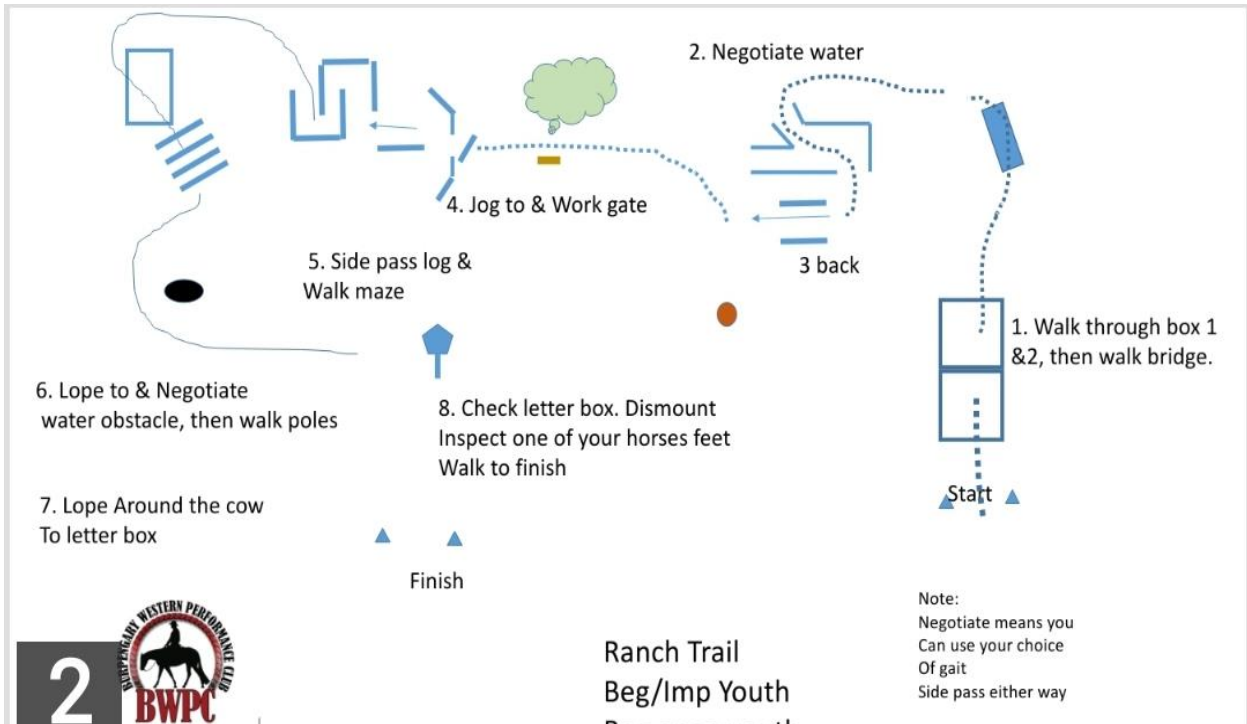 2. Negotiate water
4. Jog to & Work gate
5. Side pass log &
Walk maze
3 back
1. Walk through box 1
&2, then walk bridge.
6. Lope to & Negotiate
water obstacle, then walk poles
8. Check letter box. Dismount
Inspect one of your horses feet
Walk to finish
7. Lope Around the cow
To letter box
Start
Finish
Note:
Negotiate means you
Can use your choice
Of gait
Side pass either way
Ranch Trail
Beg/Imp Youth
2
BURPENGARY WESTERN PERFORMANCE CLUB
BWPC